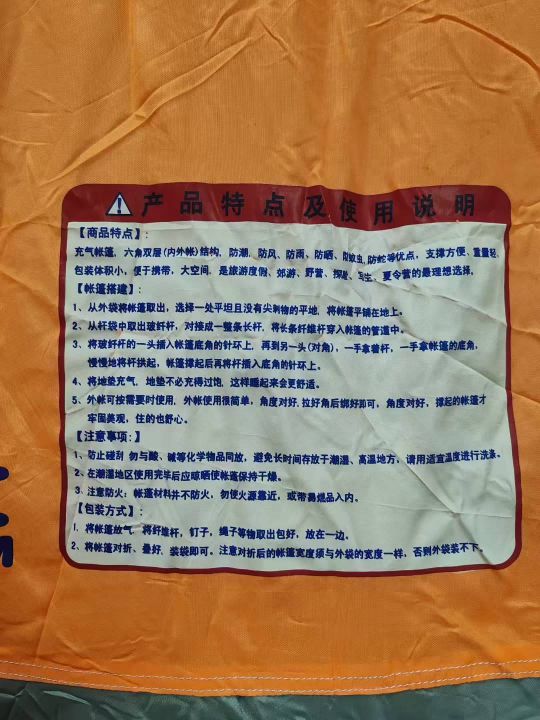 产品特点及使用说明
【商品特点】:
充气帐篷，六角双层(内外帐)结构，防潮、防风、防雨、防晒、防蚊虫、防蛇等优点，支撑方便、重量轻、
包装体积小，便于携带，大空间，是旅游度假、郊游、野营、探险、写生、夏令营的最理想选择。
【帐篷搭建】:
1、从外袋将帐篷取出，选择一处平坦且没有尖刺物的平地，将帐篷平铺在地上。
2、从杆袋中取出玻纤杆，对接成一整条长杆，将长条纤维杆穿入帐篷的管道中。
3、将玻纤杆的一头插入帐篷底角的针环上，再到另一头(对角)，一手拿着杆，一手拿帐篷的底角，
慢慢地将杆拱起，帐篷撑起后再将杆插入底角的针环上。
4、将地垫充气，地垫不必充得过饱，这样睡起来会更舒适。
5、外帐可按需要时使用，外帐使用很简单，角度对好，拉好角后绑好即可，角度对好，撑起的帐篷才
牢固美观，住的也舒心。
【注意事项:】
1、防止碰刮，勿与酸、碱等化学物品同放，避免长时间存放于潮湿、高温地方，请用适宜温度进行洗涤。
2、在潮湿地区使用完毕后应晾晒使帐篷保持干燥。
3、注意防火，帐篷材料并不防火，勿使火源靠近，或带易燃品入内。
【包装方式】:
1、将帐篷放气，将纤维杆，钉子，绳子等物取出包好，放在一边。
2、将帐篷对折、叠好、装袋即可。注意对折后的帐篷宽度须与外袋的宽度一样，否则外袋装不下。